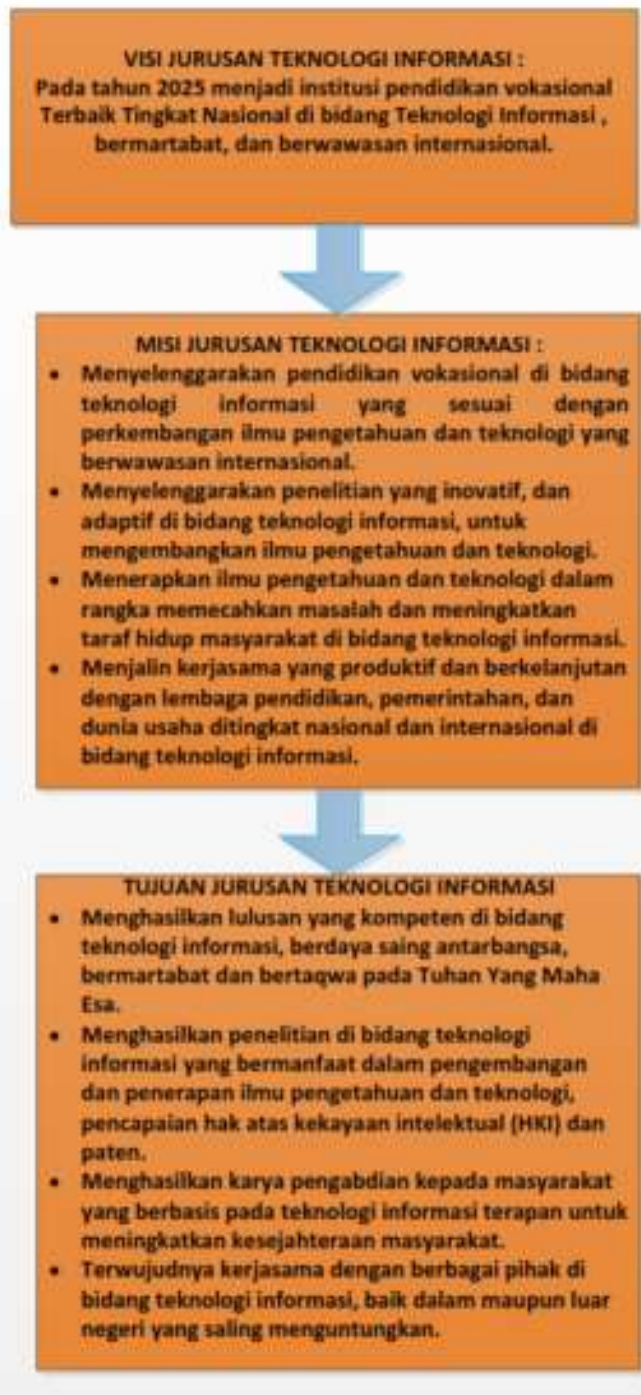 VISI JURUSAN TEKNOLOGI INFORMASI :
Pada tahun 2025 menjadi institusi pendidikan vokasional
Terbaik Tingkat Nasional di bidang Teknologi Informasi ,
bermartabat, dan berwawasan internasional.
MISI JURUSAN TEKNOLOGI INFORMASI :
• Menyelenggarakan pendidikan vokasional di bidang
teknologi informasi yang sesuai dengan
perkembangan ilmu pengetahuan dan teknologi yang
berwawasan internasional.
• Menyelenggarakan penelitian yang inovatif, dan
adaptif di bidang teknologi informasi, untuk
mengembangkan ilmu pengetahuan dan teknologi.
• Menerapkan ilmu pengetahuan dan teknologi dalam
rangka memecahkan masalah dan meningkatkan
taraf hidup masyarakat di bidang teknologi informasi.
• Menjalin kerjasama yang produktif dan berkelanjutan
dengan lembaga pendidikan, pemerintahan, dan
dunia usaha ditingkat nasional dan internasional di
bidang teknologi informasi.
TUJUAN JURUSAN TEKNOLOGI INFORMASI
• Menghasilkan lulusan yang kompeten di bidang
teknologi informasi, berdaya saing antarbangsa,
bermartabat dan bertaqwa pada Tuhan Yang Maha
Esa.
• Menghasilkan penelitian di bidang teknologi
informasi yang bermanfaat dalam pengembangan
dan penerapan ilmu pengetahuan dan teknologi,
pencapaian hak atas kekayaan intelektual (HKI) dan
paten.
• Menghasilkan karya pengabdian kepada masyarakat
yang berbasis pada teknologi informasi terapan untuk
meningkatkan kesejahteraan masyarakat.
• Terwujudnya kerjasama dengan berbagai pihak di
bidang teknologi informasi, baik dalam maupun luar
negeri yang saling menguntungkan.